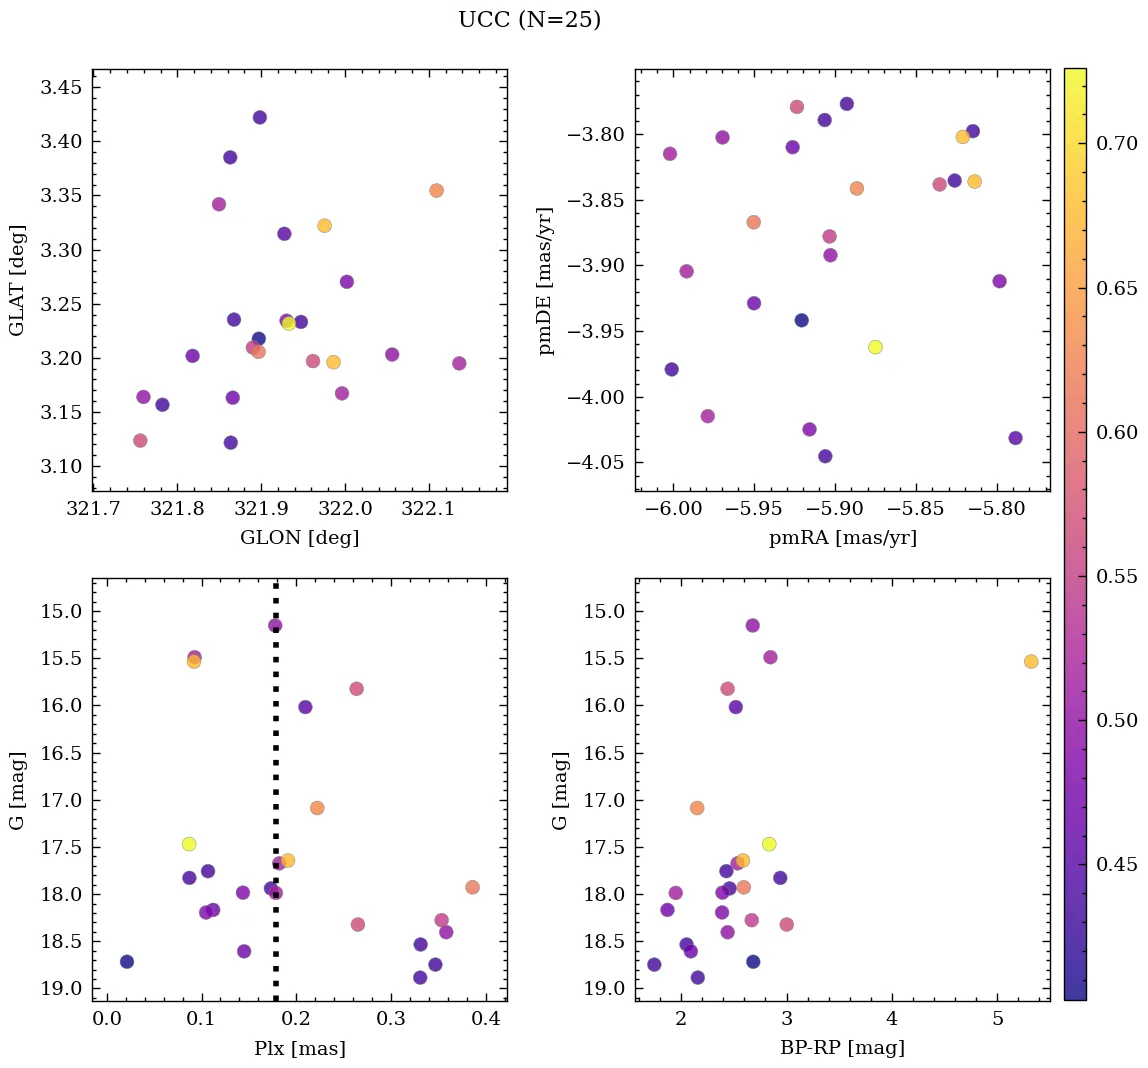 UCC (N=25)
3.45
3.40
3.35
3.30
3.25
3.20
3.15
3.10
GLAT [deg]
321.7 321.8 321.9 322.0 322.1
GLON [deg]
−3.80
−3.85
−3.90
−3.95
−4.00
−4.05
pmDE [mas/yr]
−6.00 −5.95 −5.90 −5.85 −5.80
pmRA [mas/yr]
0.70
0.65
0.60
0.55
0.50
0.45
15.0
15.5
16.0
16.5
17.0
17.5
18.0
18.5
19.0
G [mag]
0.0 0.1 0.2 0.3 0.4
Plx [mas]
15.0
15.5
16.0
16.5
17.0
17.5
18.0
18.5
19.0
G [mag]
2 3 4 5
BP-RP [mag]